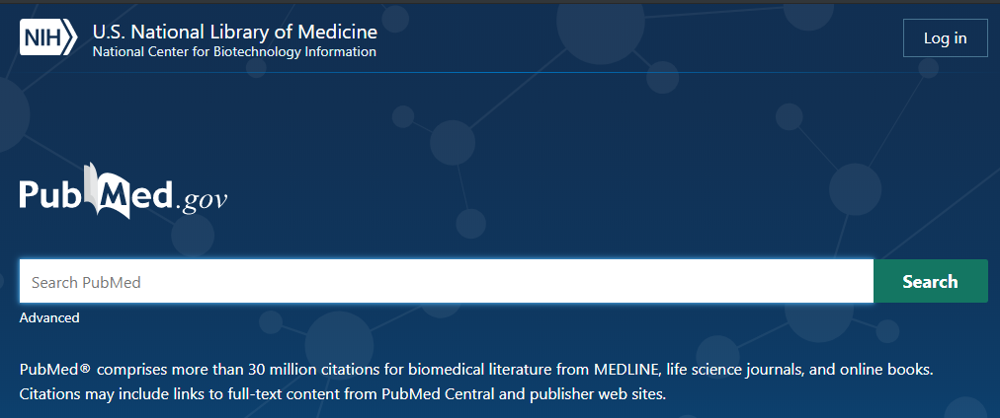 NIH
U.S. National Library of Medicine
National Center for Biotechnology Information
Log in
PubMed.gov
Search PubMed
Search
Advanced
PubMed® comprises more than 30 million citations for biomedical literature from MEDLINE, life science journals, and online books.
Citations may include links to full-text content from PubMed Central and publisher web sites.